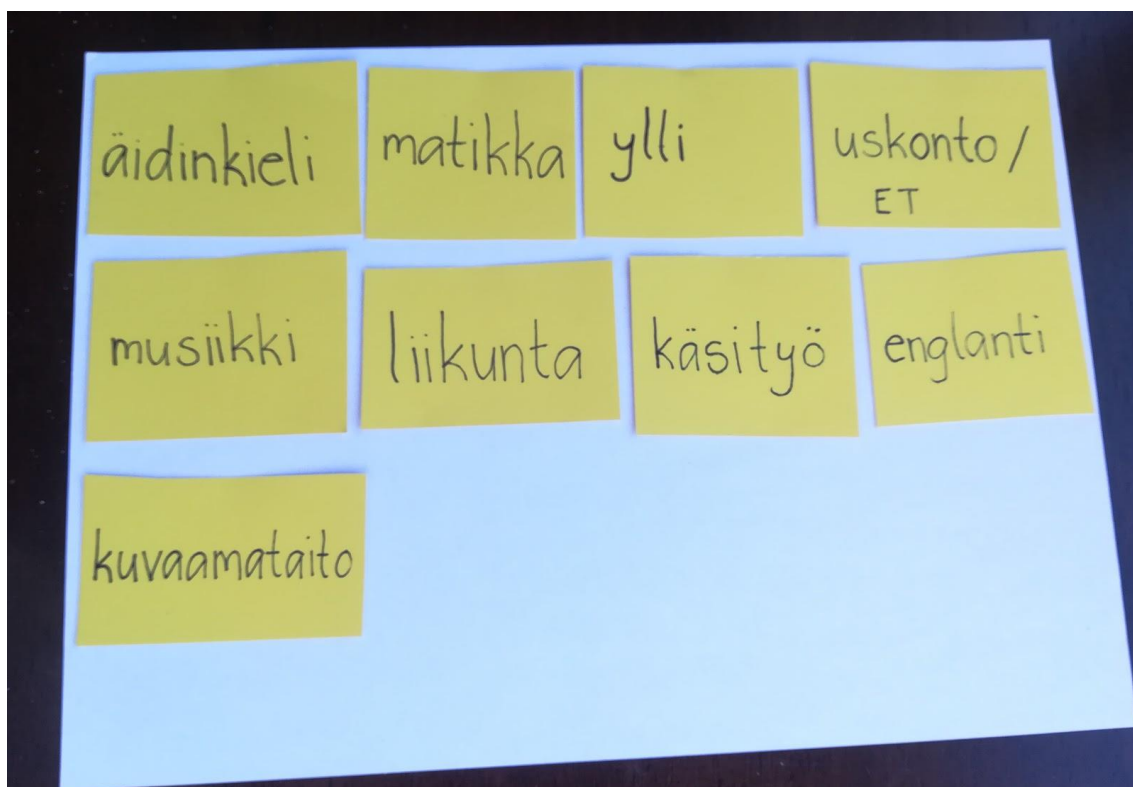 äidinkieli
matikka
ylli
uskonto /
ET
musiikki
liikunta
käsityö
englanti
kuvaamataito